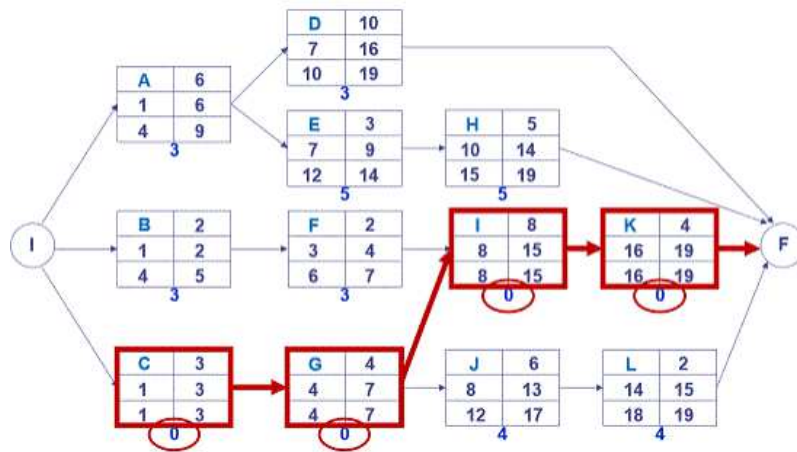 D 10
7 16
10 19
3
A 6
1 6
4 9
3
E 3
7 9
12 14
5
H 5
10 14
15 19
5
I
B 2
1 2
4 5
3
F 2
3 4
6 7
3
I 8
8 15
8 15
0
K 4
16 19
16 19
0
F
C 3
1 3
1 3
0
G 4
4 7
4 7
0
J 6
8 13
12 17
4
L 2
14 15
18 19
4